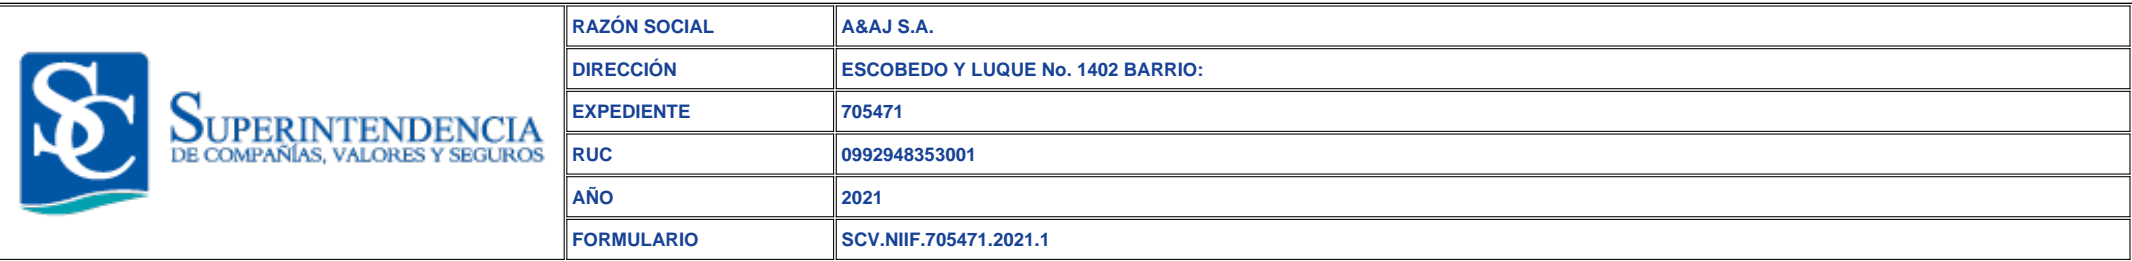 SC
SUPERINTENDENCIA
DE COMPAÑÍAS, VALORES Y SEGUROS
RAZÓN SOCIAL A&AJ S.A.
DIRECCIÓN ESCOBEDO Y LUQUE No. 1402 BARRIO:
EXPEDIENTE 705471
RUC 0992948353001
AÑO 2021
FORMULARIO SCV.NIIF.705471.2021.1